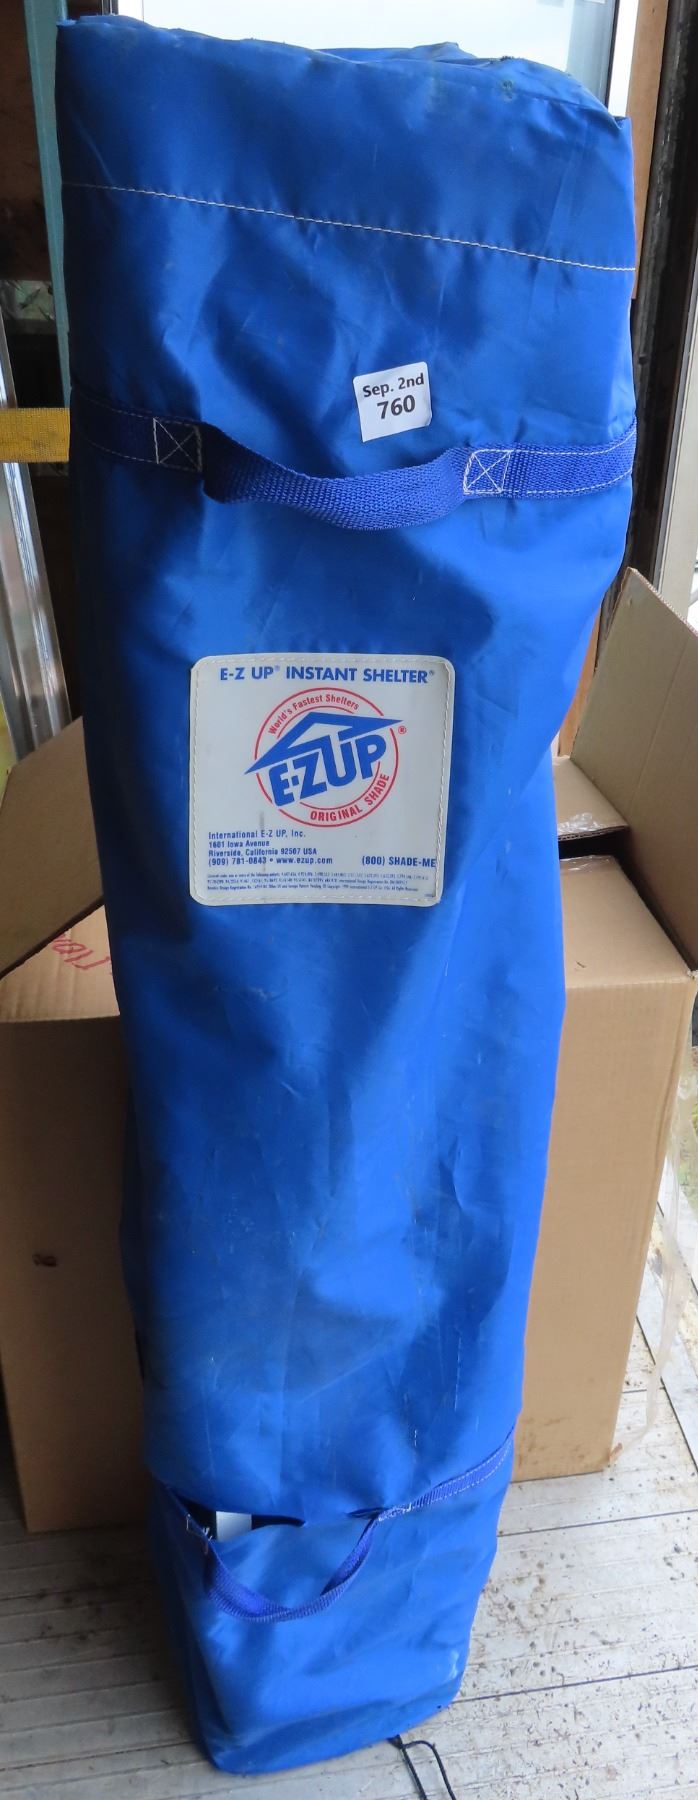 Sep. 2nd
760
E-Z UP® INSTANT SHELTER®
World's Fastest Shelters
E-Z UP ®
ORIGINAL SHADE
International E-Z UP, Inc.
1601 Iowa Avenue
Riverside, California 92507 USA
(909) 781-0843 • www.ezup.com (800) SHADE-ME